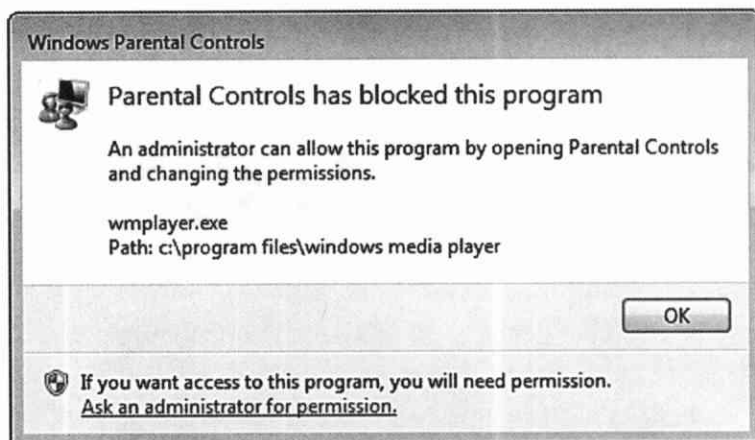 Windows Parental Controls
Parental Controls has blocked this program
An administrator can allow this program by opening Parental Controls
and changing the permissions.
wmplayer.exe
Path: c:\program files\windows media player
OK
If you want access to this program, you will need permission.
Ask an administrator for permission.